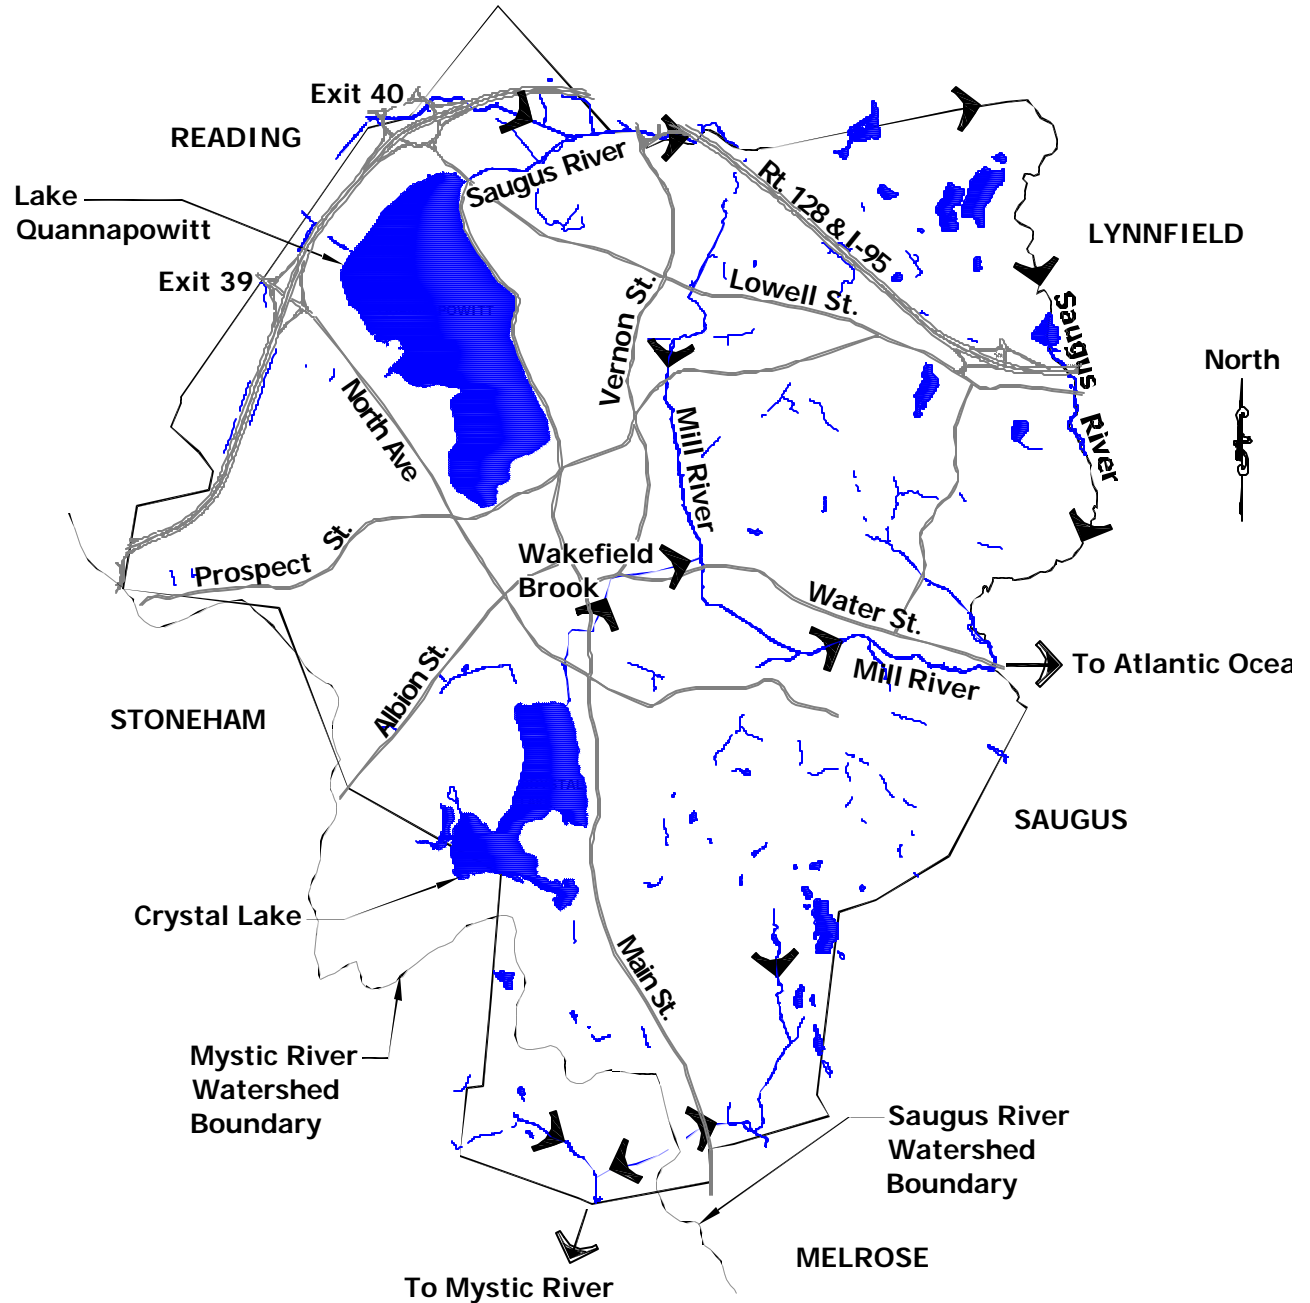 Exit 40
READING
Saugus River
Lake
Quannapowitt
Rt. 128 & I-95
LYNNFIELD
Exit 39
POWITT
Lowell St.
Vernon St.
Saugus
River
North
North Ave
Mill River
Prospect St.
Wakefield
Brook
Water St.
To Atlantic Ocea
Mill River
Albion St.
STONEHAM
TAL
SAUGUS
Crystal Lake
Main St.
Mystic River
Watershed
Boundary
Saugus River
Watershed
Boundary
MELROSE
To Mystic River